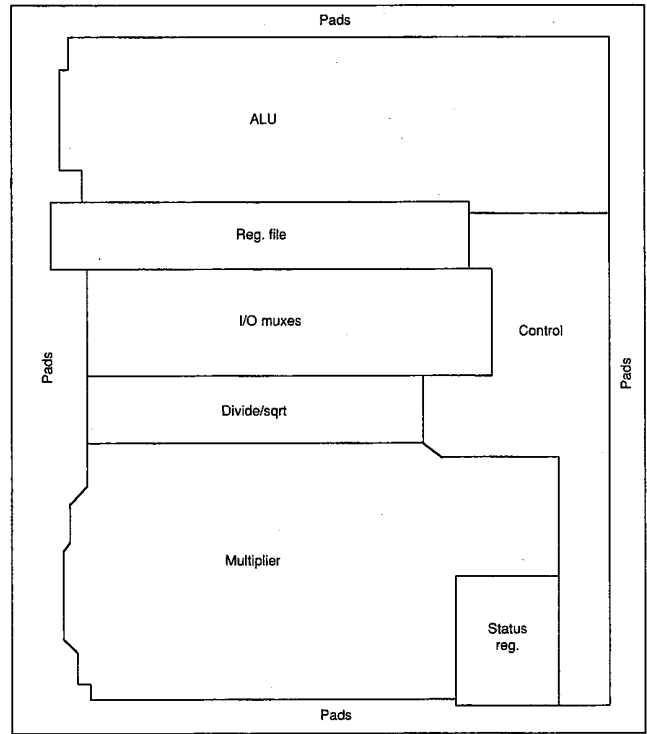 Pads
ALU
Reg. file
I/O muxes
Control
Pads
Pads
Divide/sqrt
Multiplier
Status
reg.
Pads